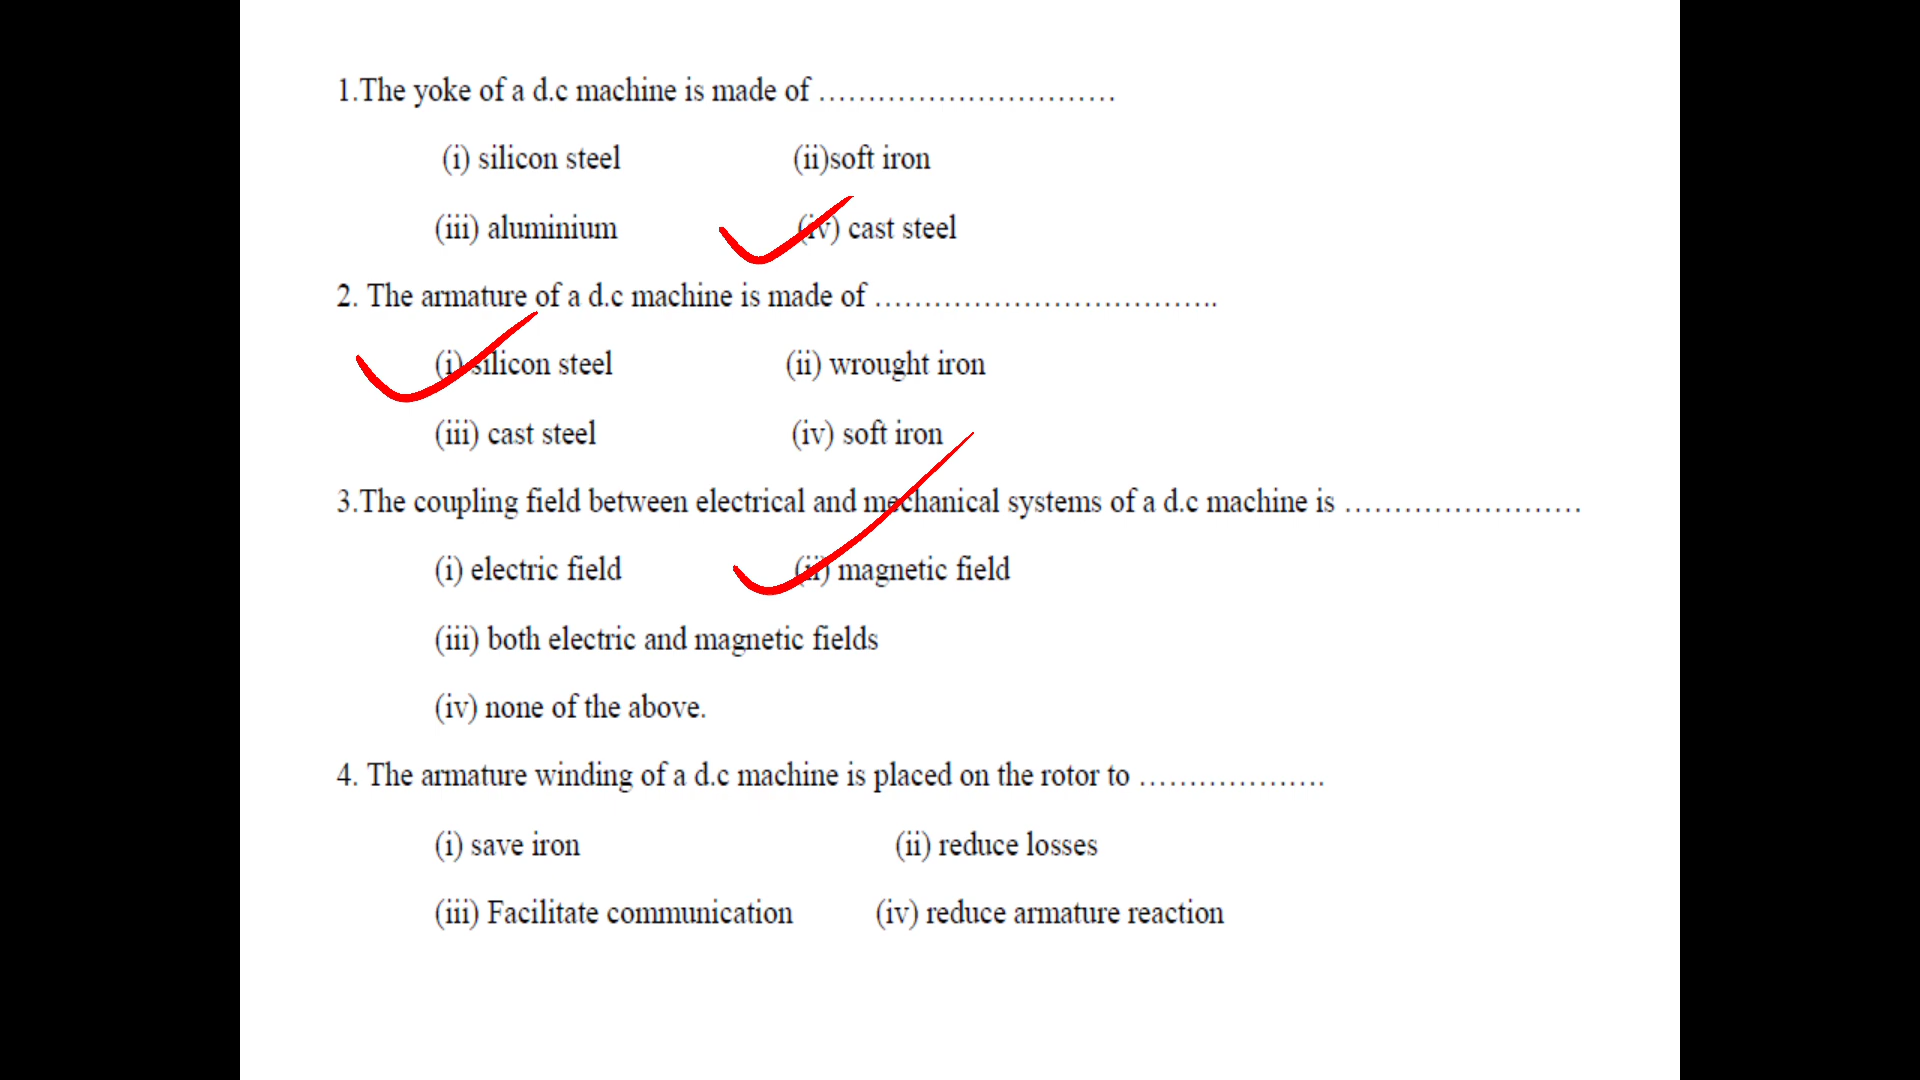 1.The yoke of a d.c machine is made of …………………………
(i) silicon steel (ii)soft iron
(iii) aluminium (iv) cast steel
2. The armature of a d.c machine is made of ……………………………..
(i) silicon steel (ii) wrought iron
(iii) cast steel (iv) soft iron
3.The coupling field between electrical and mechanical systems of a d.c machine is ……………………
(i) electric field (ii) magnetic field
(iii) both electric and magnetic fields
(iv) none of the above.
4. The armature winding of a d.c machine is placed on the rotor to ……………….
(i) save iron (ii) reduce losses
(iii) Facilitate communication (iv) reduce armature reaction